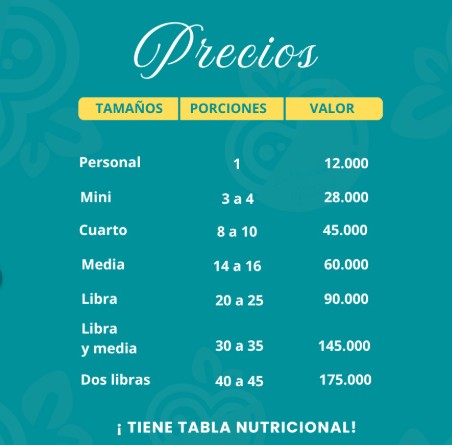 Precios
TAMAÑOS PORCIONES VALOR
Personal 1 12.000
Mini 3 a 4 28.000
Cuarto 8 a 10 45.000
Media 14 a 16 60.000
Libra 20 a 25 90.000
Libra
y media 30 a 35 145.000
Dos libras 40 a 45 175.000
¡ TIENE TABLA NUTRICIONAL!